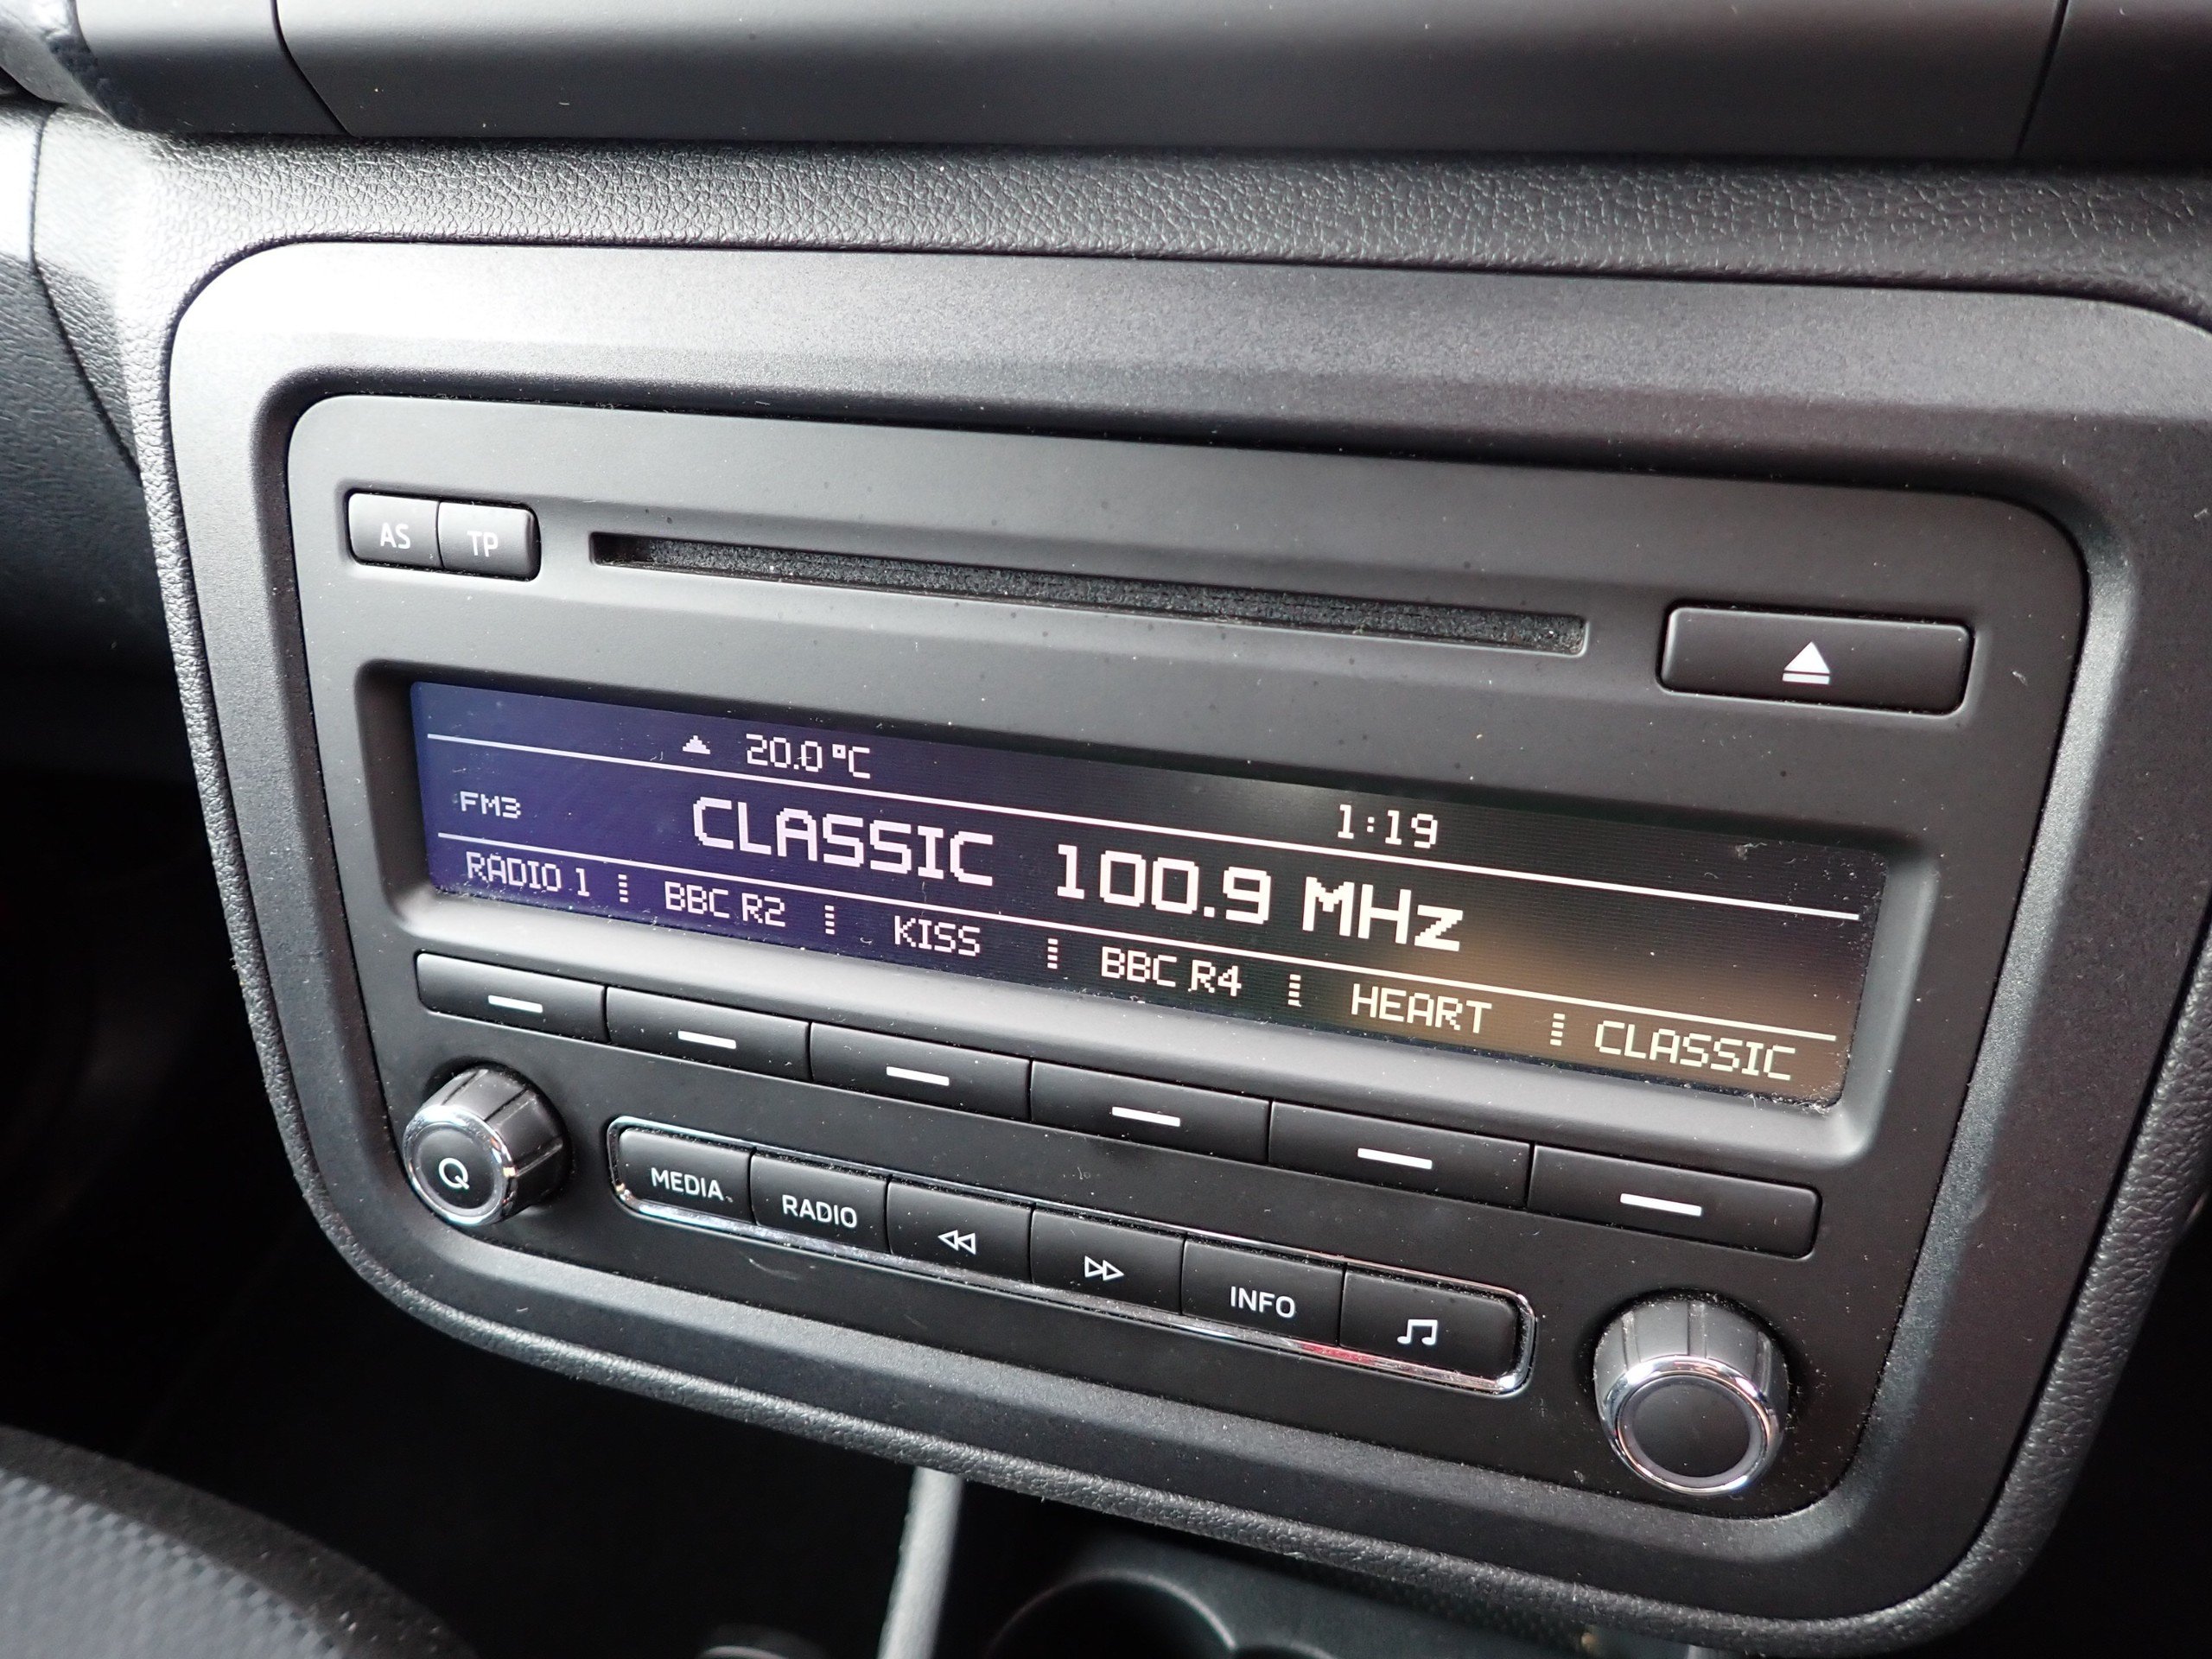 AS TP
20.0°C 1:19
FM3 CLASSIC 100.9 MHz
RADIO 1 BBC R2 KISS BBC R4 HEART CLASSIC
Q MEDIA RADIO INFO